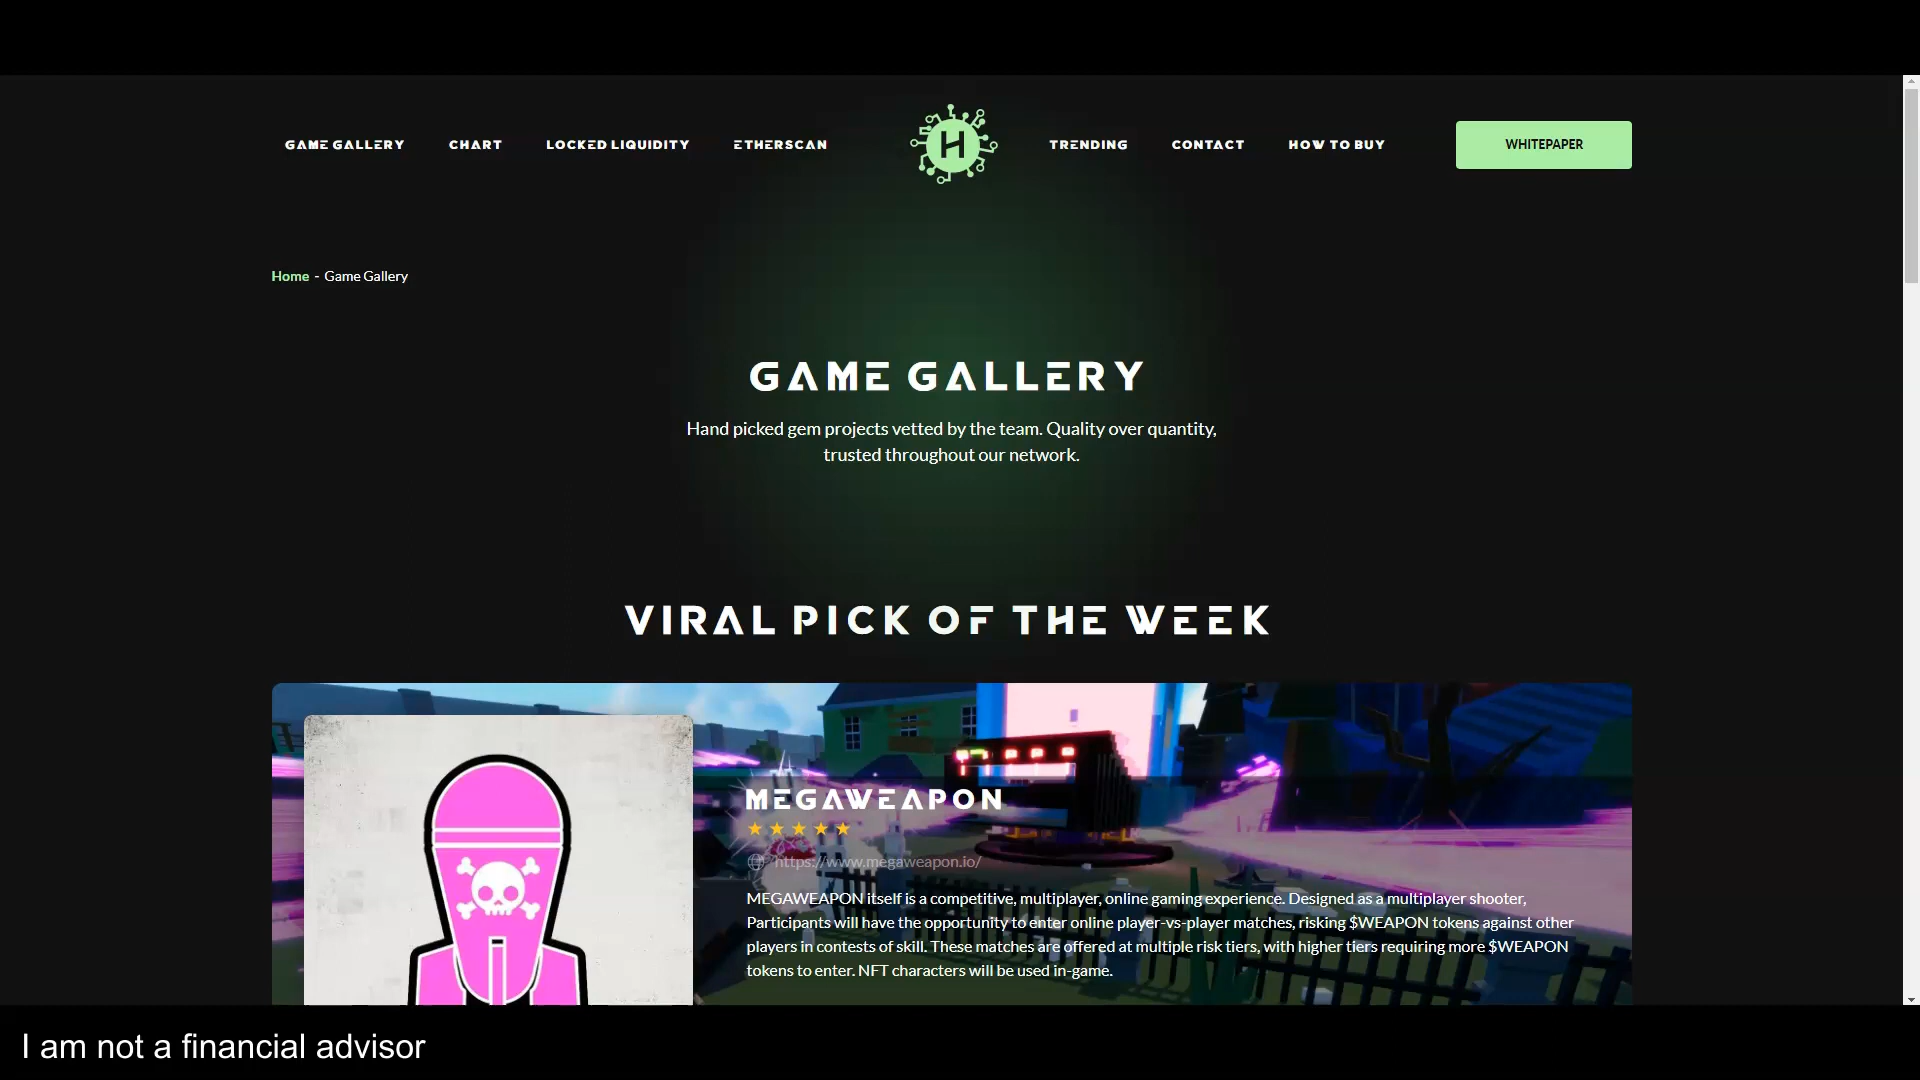 GAME GALLERY CHART LOCKED LIQUIDITY ETHERSCAN H TRENDING CONTACT HOW TO BUY WHITEPAPER
Home - Game Gallery
GAME GALLERY
Hand picked gem projects vetted by the team. Quality over quantity,
trusted throughout our network.
VIRAL PICK OF THE WEEK
MEGAWEAPON
https://www.megaweapon.io/
MEGAWEAPON itself is a competitive, multiplayer, online gaming experience. Designed as a multiplayer shooter,
Participants will have the opportunity to enter online player-vs-player matches, risking $WEAPON tokens against other
players in contests of skill. These matches are offered at multiple risk tiers, with higher tiers requiring more $WEAPON
tokens to enter. NFT characters will be used in-game.
I am not a financial advisor